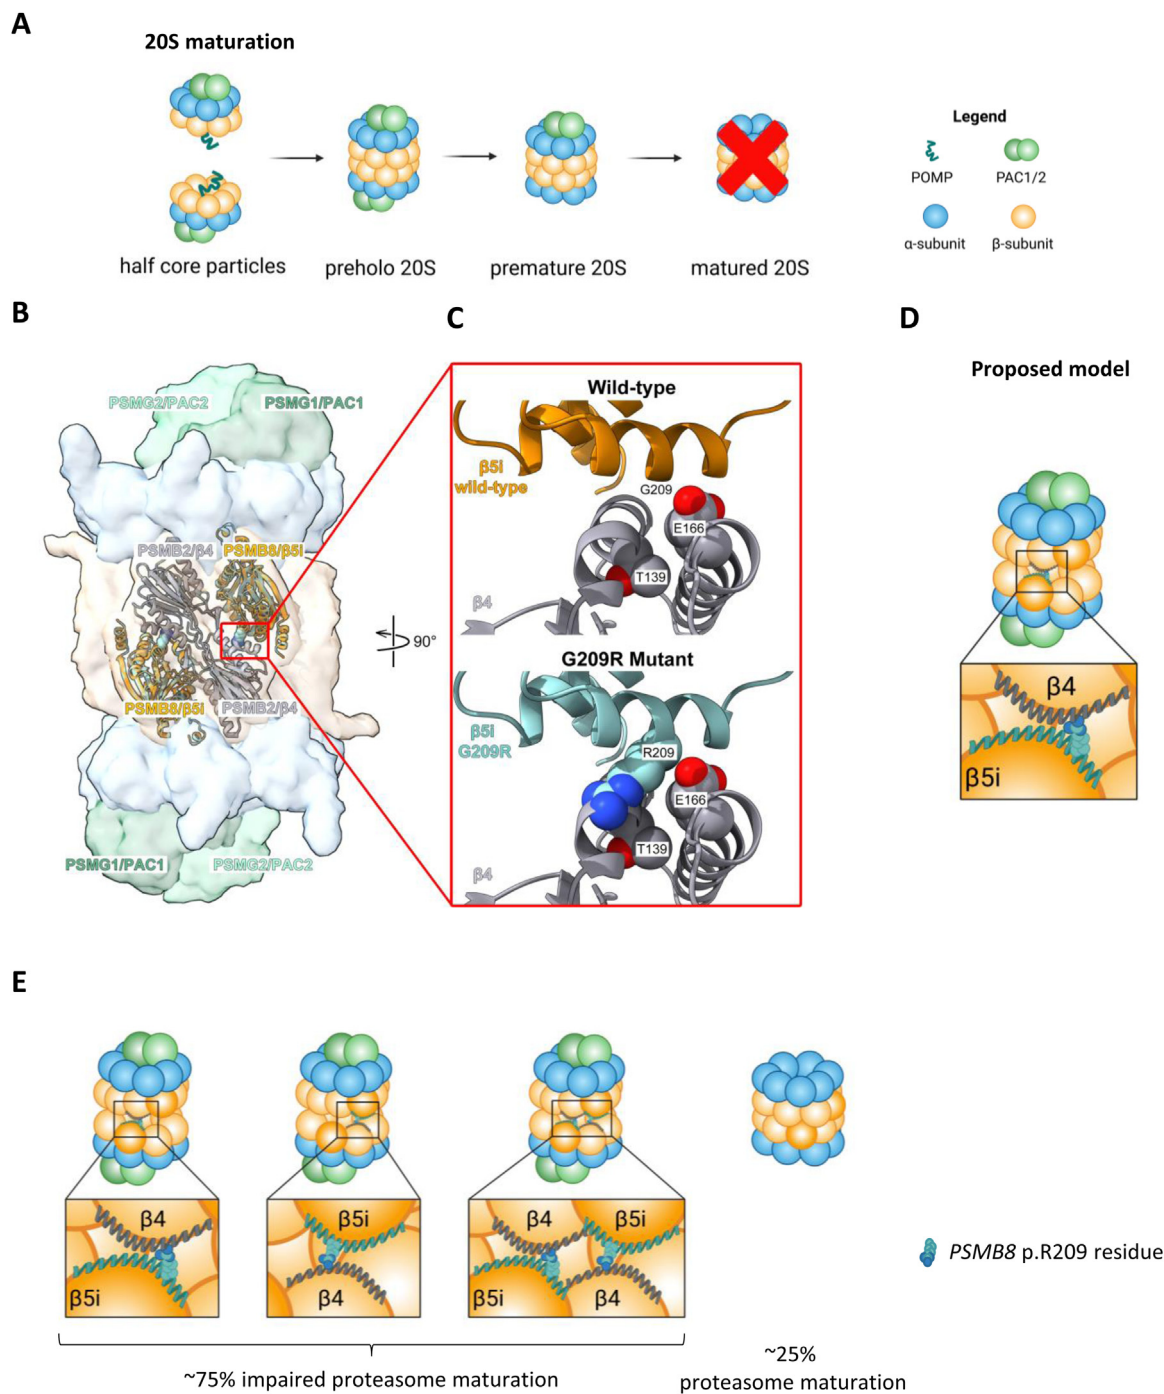 A
20S maturation
half core particles
preholo 20S
premature 20S
matured 20S
Legend
POMP
PAC1/2
α-subunit
β-subunit
B
PSMG2/PAC2
PSMG1/PAC1
PSMB2/β4
PSMB8/β5i
PSMB8/β5i
PSMB2/β4
PSMG1/PAC1
PSMG2/PAC2
90°
C
Wild-type
β5i
wild-type
G209
E166
T139
β4
G209R Mutant
β5i
G209R
R209
E166
T139
β4
D
Proposed model
β4
β5i
E
β4
β5i
β5i
β4
β4
β5i
β5i
β4
PSMB8 p.R209 residue
~75% impaired proteasome maturation
~25%
proteasome maturation